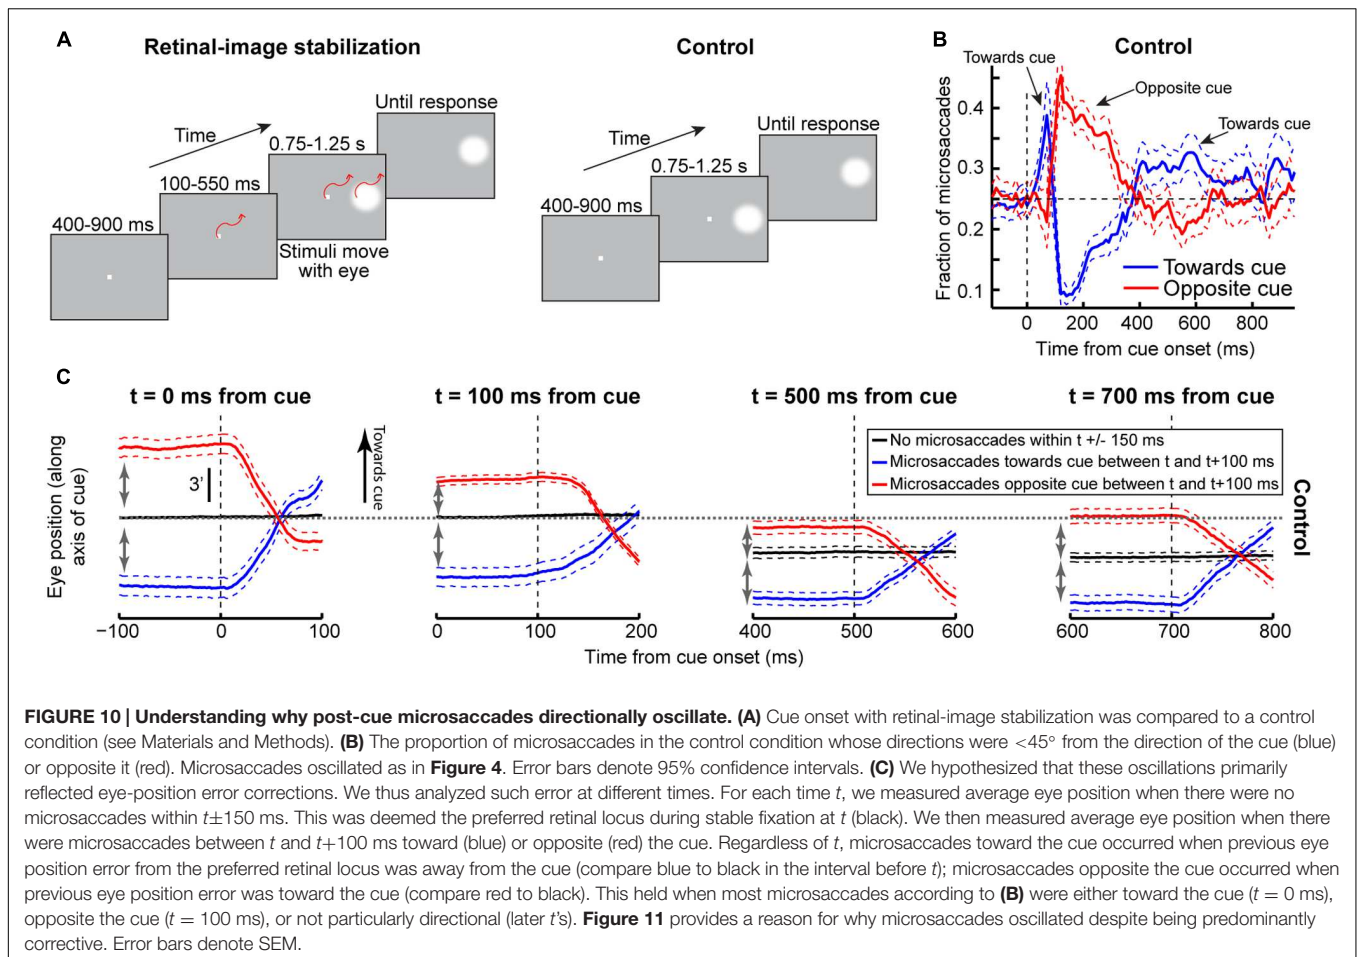 A
Retinal-image stabilization
Control
Time
Until response
0.75-1.25 s
100-550 ms
400-900 ms
Stimuli move
with eye
Time
Until response
0.75-1.25 s
400-900 ms
B
Control
Towards cue
Opposite cue
Towards cue
Fraction of microsaccades
0.4
0.3
0.2
0.1
Towards cue
Opposite cue
0 200 400 600 800
Time from cue onset (ms)
C
t = 0 ms from cue
t = 100 ms from cue
t = 500 ms from cue
t = 700 ms from cue
Eye position (along
axis of cue)
3'
Towards cue
No microsaccades within t +/- 150 ms
Microsaccades towards cue between t and t+100 ms
Microsaccades opposite cue between t and t+100 ms
Control
−100 0 100
0 100 200
400 500 600
600 700 800
Time from cue onset (ms)
FIGURE 10 | Understanding why post-cue microsaccades directionally oscillate. (A) Cue onset with retinal-image stabilization was compared to a control
condition (see Materials and Methods). (B) The proportion of microsaccades in the control condition whose directions were <45° from the direction of the cue (blue)
or opposite it (red). Microsaccades oscillated as in Figure 4. Error bars denote 95% confidence intervals. (C) We hypothesized that these oscillations primarily
reflected eye-position error corrections. We thus analyzed such error at different times. For each time t, we measured average eye position when there were no
microsaccades within t±150 ms. This was deemed the preferred retinal locus during stable fixation at t (black). We then measured average eye position when there
were microsaccades between t and t+100 ms toward (blue) or opposite (red) the cue. Regardless of t, microsaccades toward the cue occurred when previous eye
position error from the preferred retinal locus was away from the cue (compare blue to black in the interval before t); microsaccades opposite the cue occurred when
previous eye position error was toward the cue (compare red to black). This held when most microsaccades according to (B) were either toward the cue (t = 0 ms),
opposite the cue (t = 100 ms), or not particularly directional (later t's). Figure 11 provides a reason for why microsaccades oscillated despite being predominantly
corrective. Error bars denote SEM.